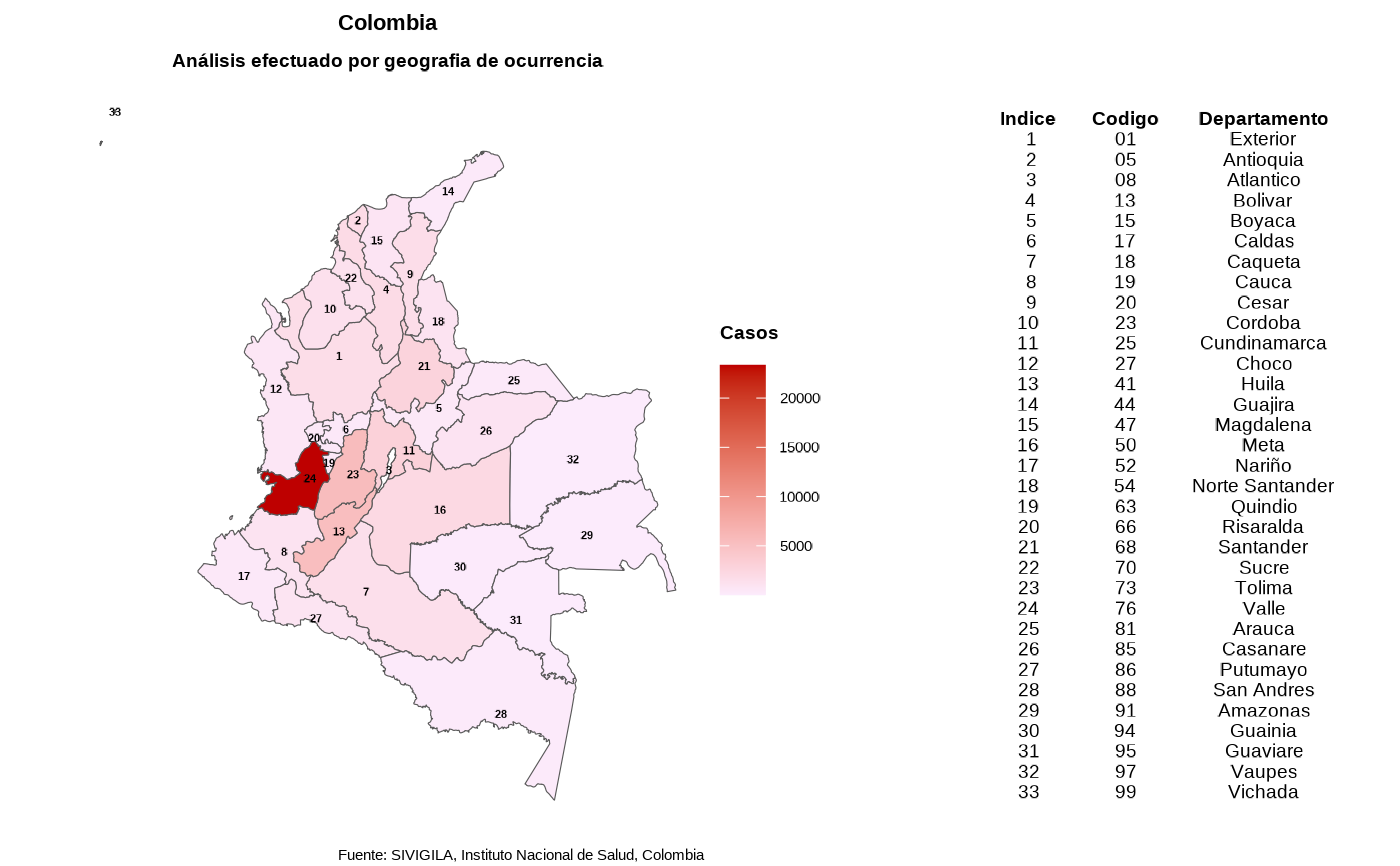 Colombia
Análisis efectuado por geografia de ocurrencia
33
14
2
15
22
9
4
10
18
1
21
12
25
5
6
26
20
11
32
19
3
24
23
16
13
29
8
30
17
7
27
31
28
Casos
20000
15000
10000
5000
Indice Codigo Departamento
1 01 Exterior
2 05 Antioquia
3 08 Atlantico
4 13 Bolivar
5 15 Boyaca
6 17 Caldas
7 18 Caqueta
8 19 Cauca
9 20 Cesar
10 23 Cordoba
11 25 Cundinamarca
12 27 Choco
13 41 Huila
14 44 Guajira
15 47 Magdalena
16 50 Meta
17 52 Nariño
18 54 Norte Santander
19 63 Quindio
20 66 Risaralda
21 68 Santander
22 70 Sucre
23 73 Tolima
24 76 Valle
25 81 Arauca
26 85 Casanare
27 86 Putumayo
28 88 San Andres
29 91 Amazonas
30 94 Guainia
31 95 Guaviare
32 97 Vaupes
33 99 Vichada
Fuente: SIVIGILA, Instituto Nacional de Salud, Colombia